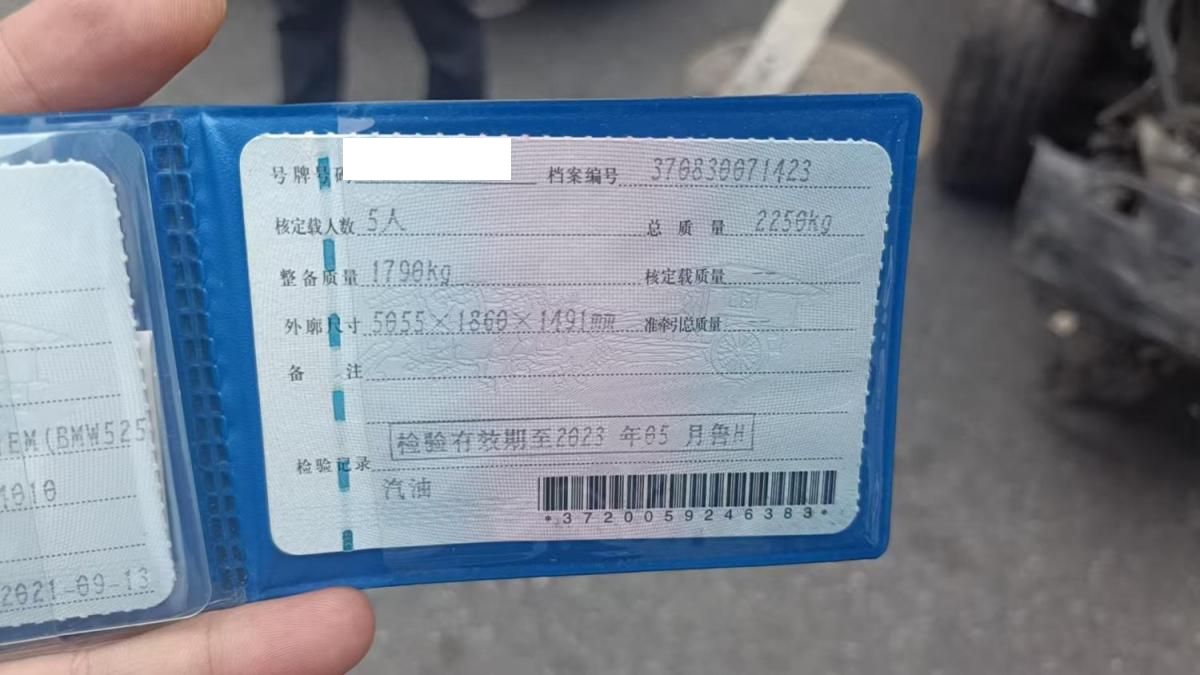 号牌号码 档案编号 370830071423
核定载人数 5人 总质量 2250kg
整备质量 1790kg 核定载质量 --
外廓尺寸 5055×1860×1491mm 准牵引总质量
备注
检验有效期至2023 年05 月鲁H
检验记录
汽油
*3720059246383*
EM(BMW525
2021-09-13